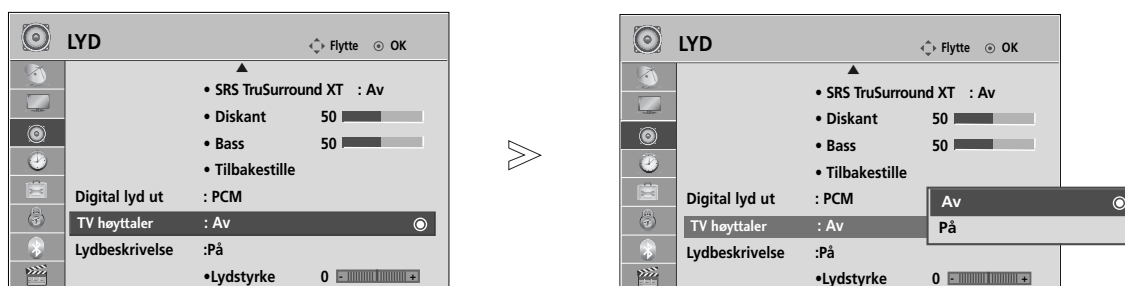 LYD Flytte OK
• SRS TruSurround XT : Av
• Diskant 50
• Bass 50
• Tilbakestille
Digital lyd ut : PCM
TV høyttaler : Av
Lydbeskrivelse :På
•Lydstyrke 0 - +
>>
LYD Flytte OK
• SRS TruSurround XT : Av
• Diskant 50
• Bass 50
• Tilbakestille
Digital lyd ut : PCM
TV høyttaler : Av
Av
På
Lydbeskrivelse :På
•Lydstyrke 0 - +